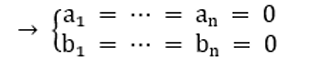 → {a₁ = ⋯ = aₙ = 0
b₁ = ⋯ = bₙ = 0